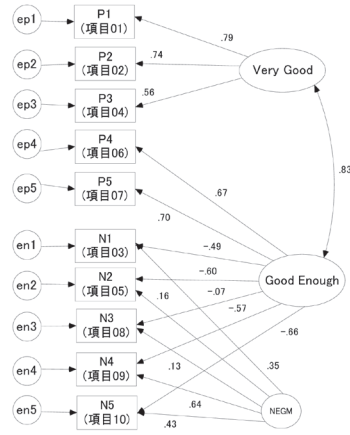 ep1
P1
(項目01)
.79
ep2
P2
(項目02)
.74
Very Good
ep3
P3
(項目04)
.56
ep4
P4
(項目06)
.83
ep5
P5
(項目07)
.67
.70
en1
N1
(項目03)
-.49
en2
N2
(項目05)
-.60
.16
-.07
Good Enough
en3
N3
(項目08)
-.57
-.66
en4
N4
(項目09)
.13
.35
en5
N5
(項目10)
.64
.43
NEGM